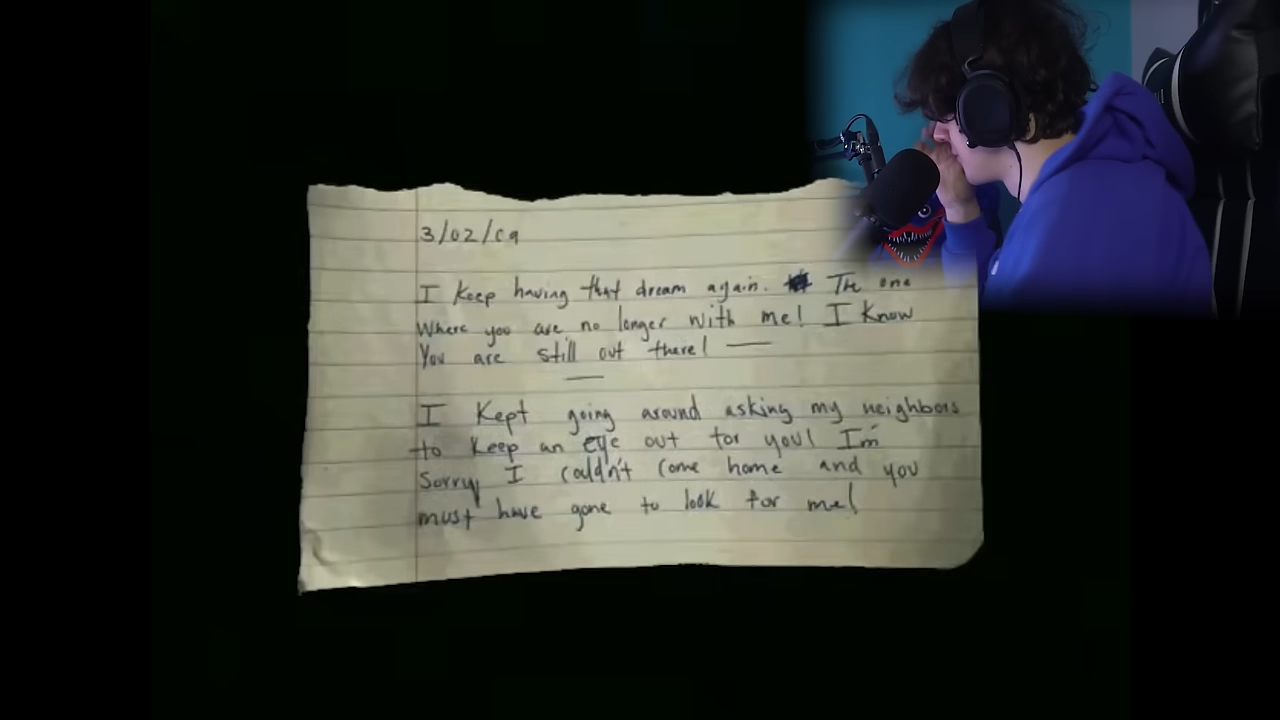 3/02/09
I Keep having that dream again. The one
Where you are no longer with me! I Know
You are still out there!
I Kept going around asking my neighbors
to keep an eye out for you! I'm
Sorry I couldn't come home and you
must have gone to look for me!